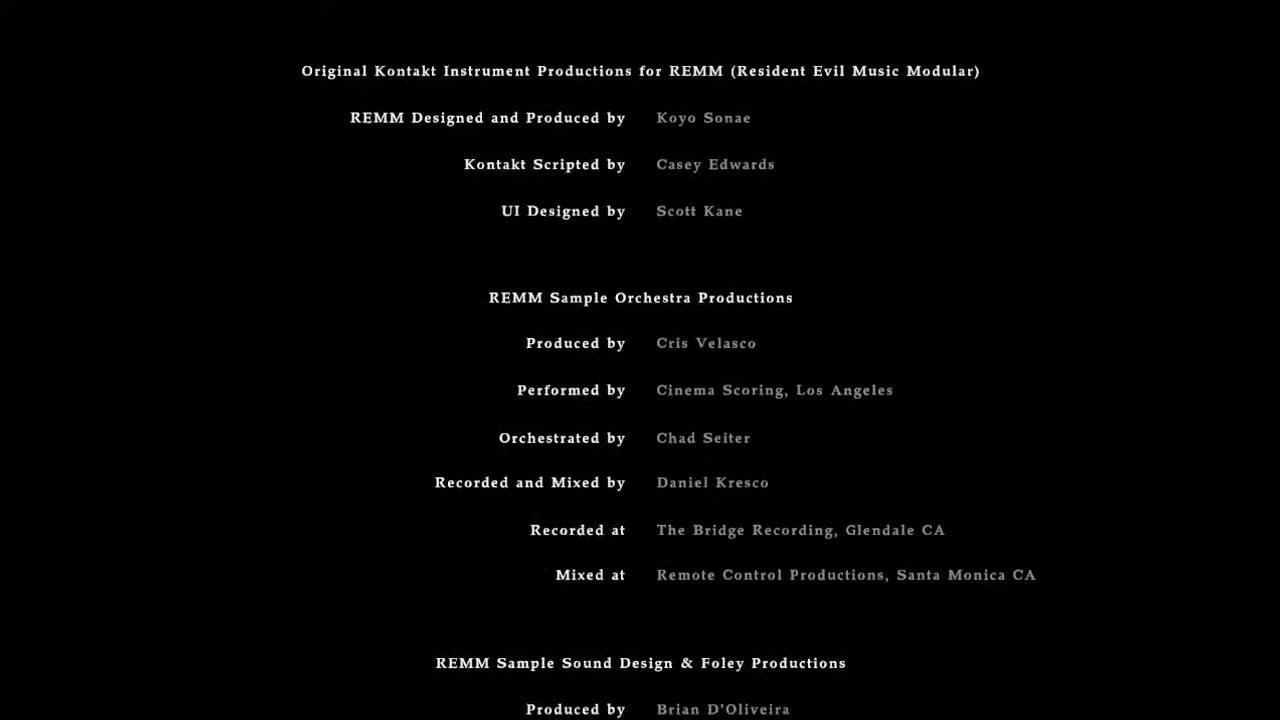 Original Kontakt Instrument Productions for REMM (Resident Evil Music Modular)
REMM Designed and Produced by Koyo Sonae
Kontakt Scripted by Casey Edwards
UI Designed by Scott Kane
REMM Sample Orchestra Productions
Produced by Cris Velasco
Performed by Cinema Scoring, Los Angeles
Orchestrated by Chad Seiter
Recorded and Mixed by Daniel Kresco
Recorded at The Bridge Recording, Glendale CA
Mixed at Remote Control Productions, Santa Monica CA
REMM Sample Sound Design & Foley Productions
Produced by Brian D'Oliveira